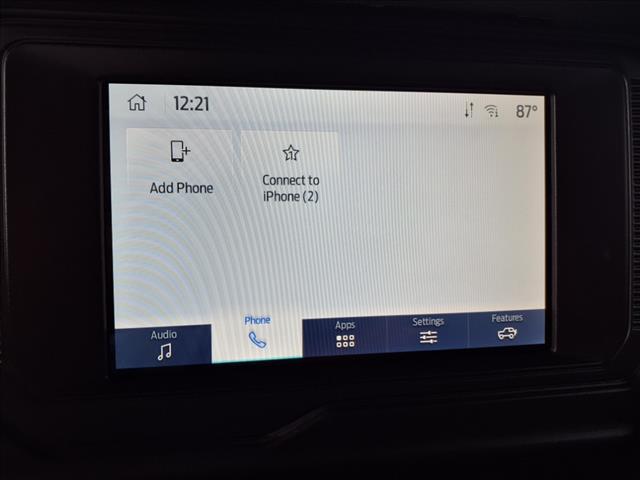 12:21
87°
Add Phone
Connect to
iPhone (2)
Audio
Phone
Apps
Settings
Features